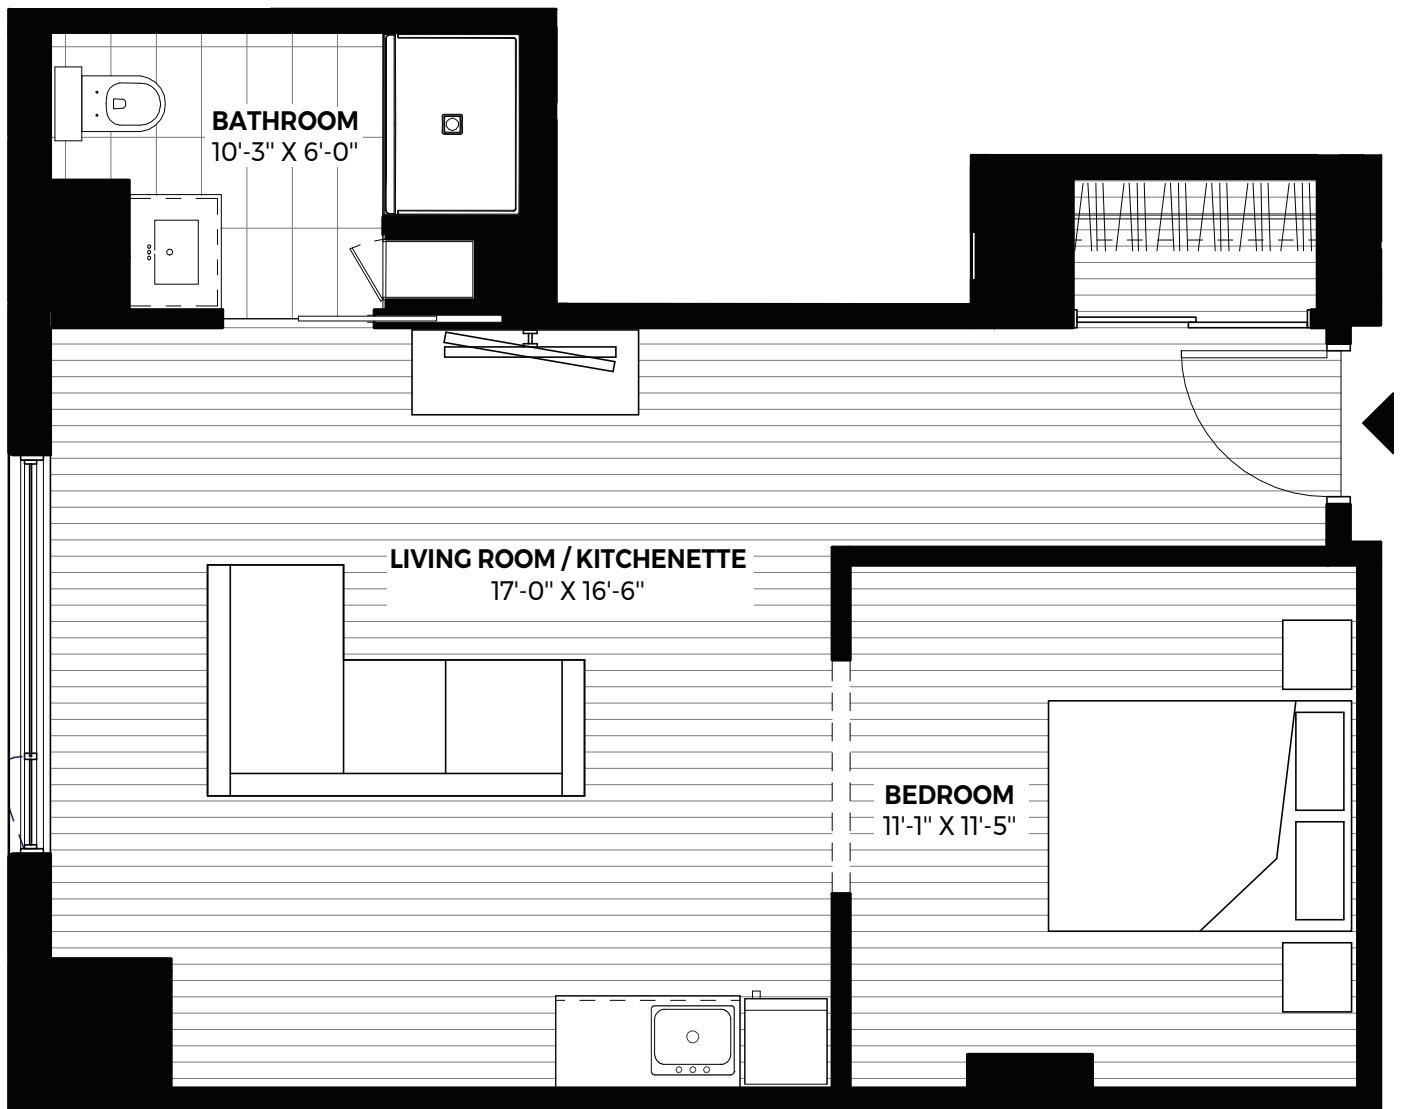 BATHROOM
10'-3" X 6'-0"
LIVING ROOM / KITCHENETTE
17'-0" X 16'-6"
BEDROOM
11'-1" X 11'-5"